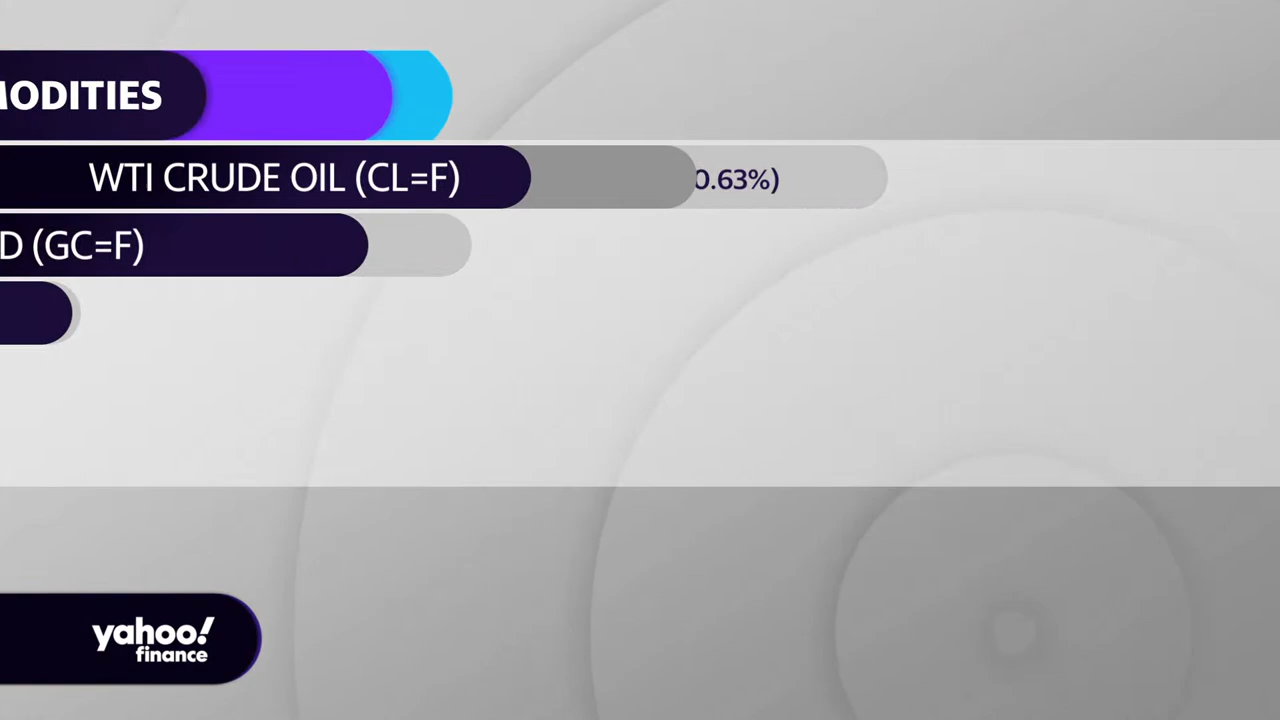 MODITIES
WTI CRUDE OIL (CL=F)
0.63%)
D (GC=F)
yahoo!
finance